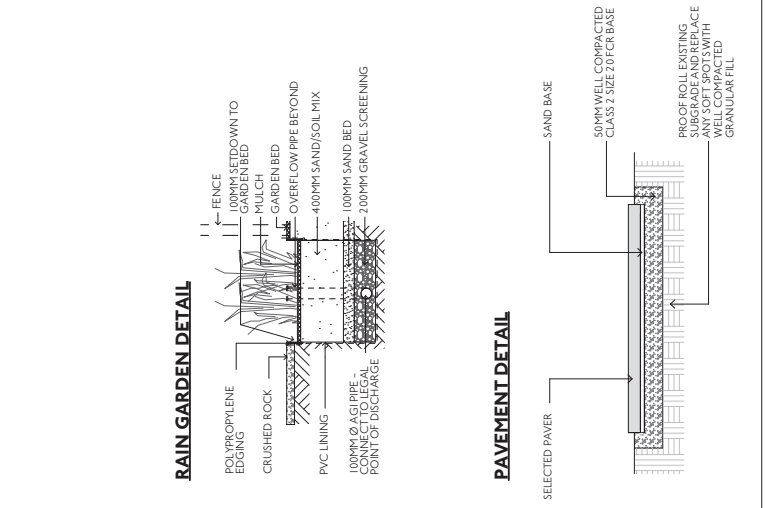 RAIN GARDEN DETAIL
FENCE
100MM SETDOWN TO
GARDEN BED
MULCH
GARDEN BED
OVERFLOW PIPE BEYOND
400MM SAND/SOIL MIX
100MM SAND BED
200MM GRAVEL SCREENING
POLYPROPYLENE
EDGING
CRUSHED ROCK
PVC LINING
100MM Ø AGI PIPE -
CONNECT TO LEGAL
POINT OF DISCHARGE
PAVEMENT DETAIL
SAND BASE
50MM WELL COMPACTED
CLASS 2 SIZE 20 FCR BASE
PROOF ROLL EXISTING
SUBGRADE AND REPLACE
ANY SOFT SPOTS WITH
WELL COMPACTED
GRANULAR FILL
SELECTED PAVER